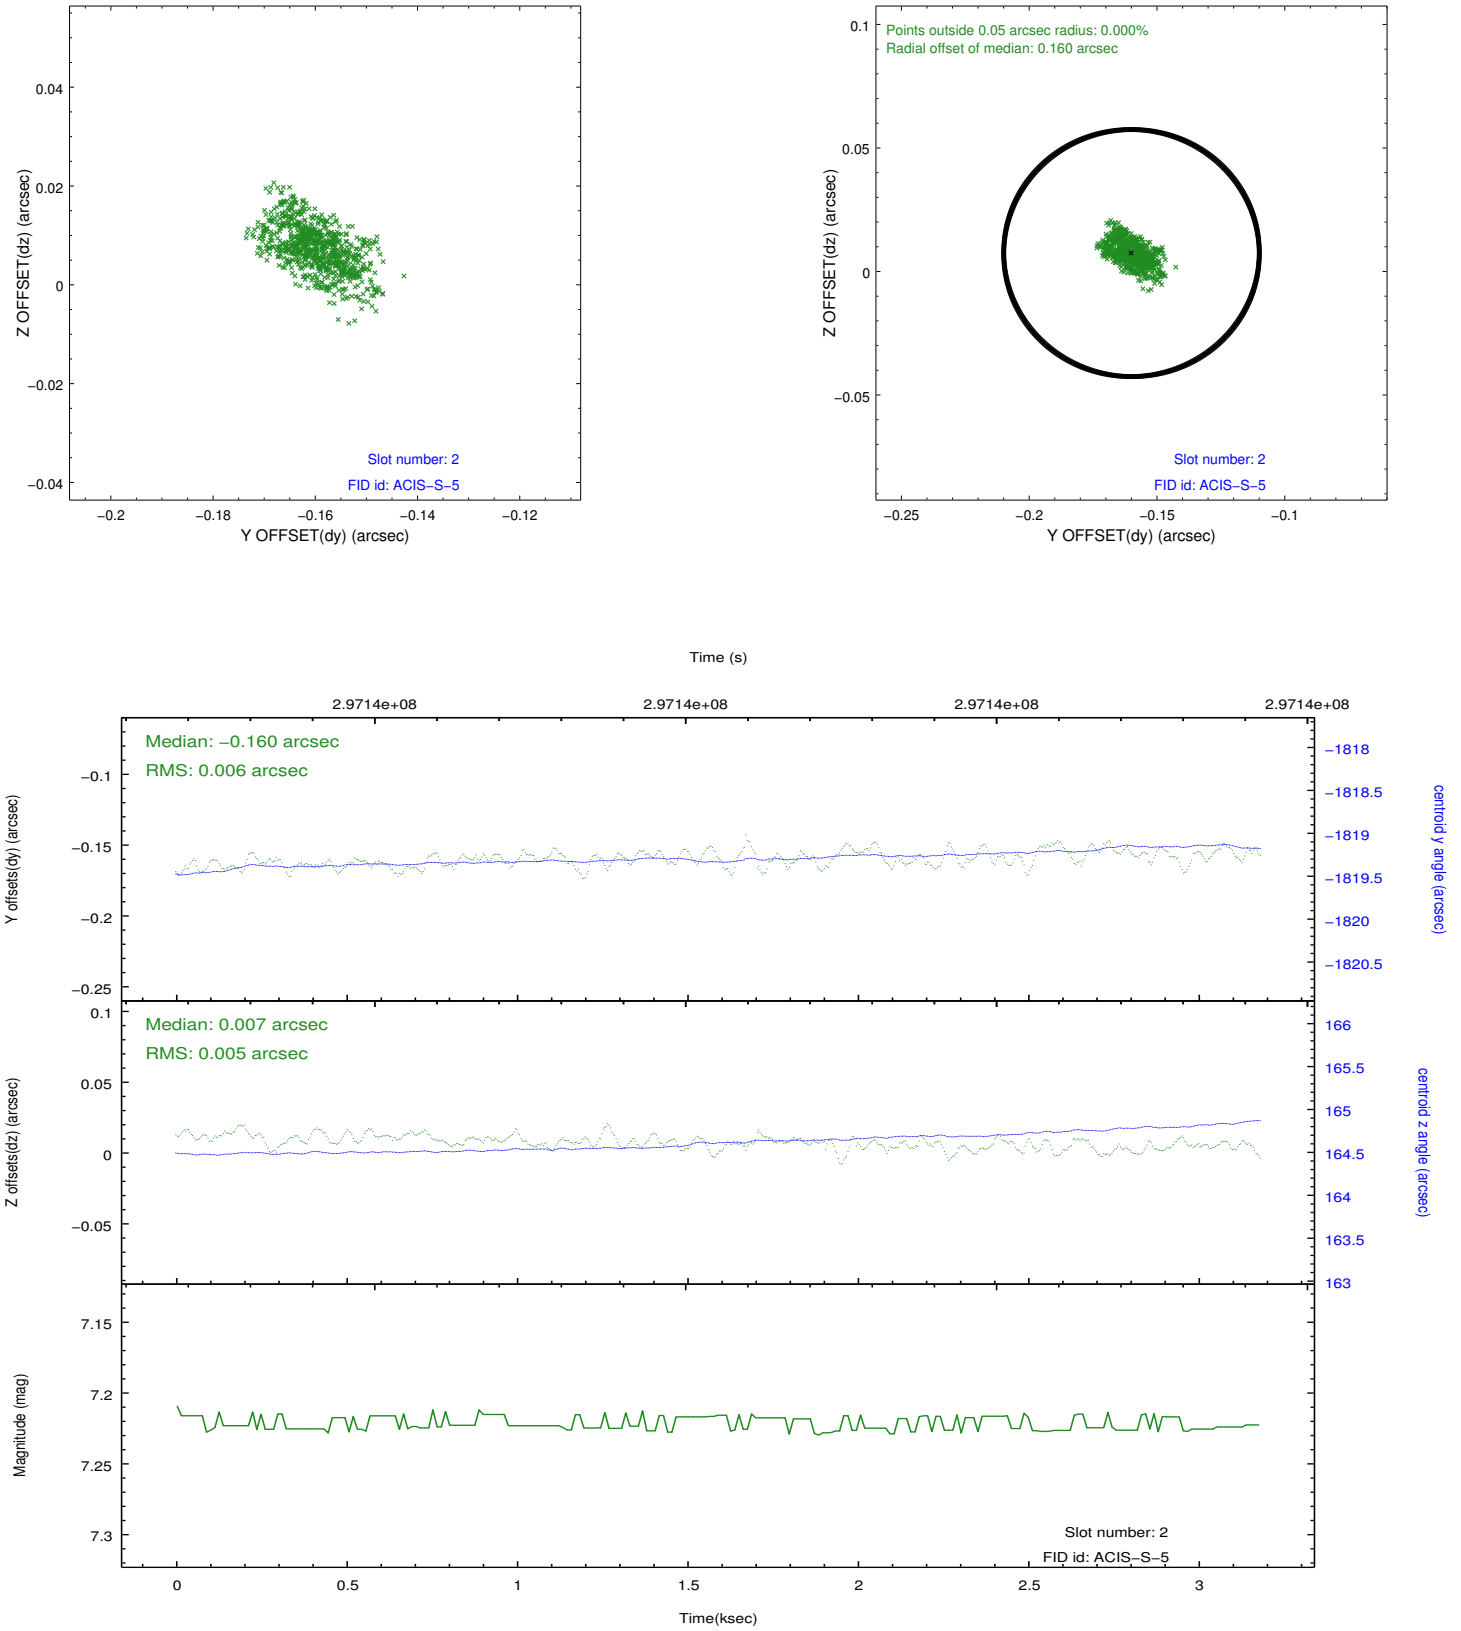 0.04
0.02
0
−0.02
−0.04
Z OFFSET(dz) (arcsec)
Slot number: 2
FID id: ACIS−S−5
−0.2
−0.18
−0.16
−0.14
−0.12
Y OFFSET(dy) (arcsec)
Points outside 0.05 arcsec radius: 0.000%
Radial offset of median: 0.160 arcsec
0.1
0.05
0
−0.05
Z OFFSET(dz) (arcsec)
Slot number: 2
FID id: ACIS−S−5
−0.25
−0.2
−0.15
−0.1
Y OFFSET(dy) (arcsec)
Time (s)
2.9714e+08
2.9714e+08
2.9714e+08
2.9714e+08
Median: −0.160 arcsec
RMS: 0.006 arcsec
−0.1
−0.15
−0.2
−0.25
Y offsets(dy) (arcsec)
−1818
−1818.5
−1819
−1819.5
−1820
−1820.5
centroid y angle (arcsec)
Median: 0.007 arcsec
RMS: 0.005 arcsec
0.1
0.05
0
−0.05
Z offsets(dz) (arcsec)
166
165.5
165
164.5
164
163.5
163
centroid z angle (arcsec)
7.15
7.2
7.25
7.3
Magnitude (mag)
Slot number: 2
FID id: ACIS−S−5
0
0.5
1
1.5
2
2.5
3
Time(ksec)